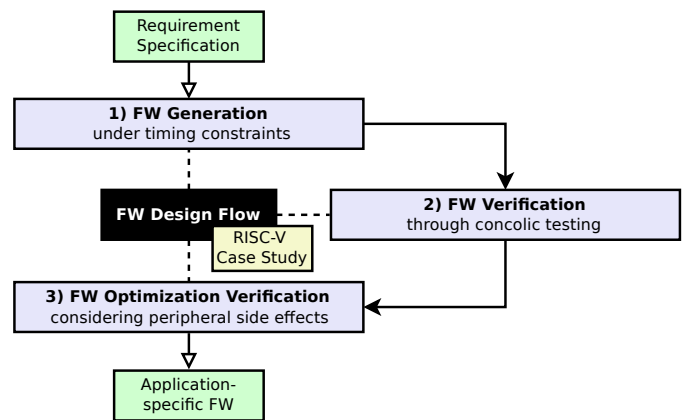 Requirement
Specification
1) FW Generation
under timing constraints
FW Design Flow
RISC-V
Case Study
2) FW Verification
through concolic testing
3) FW Optimization Verification
considering peripheral side effects
Application-
specific FW